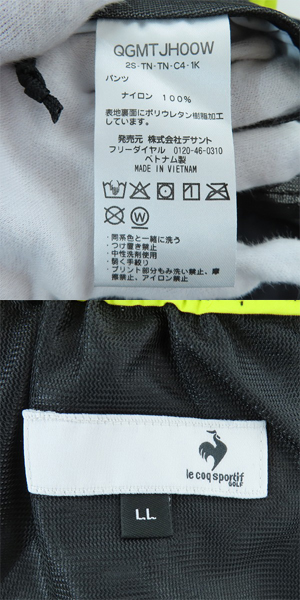 QGMTJH00W
2S-TN-TN-C4-1K
パンツ
ナイロン 100%
表地裏面にポリウレタン樹脂加工
しています。
発売元 株式会社デサント
フリーダイヤル 0120-46-0310
ベトナム製
MADE IN VIETNAM
・同系色と一緒に洗う
・つけ置き禁止
・中性洗剤使用
・弱く手絞り
・プリント部分もみ洗い禁止、摩
擦禁止、アイロン禁止
le coq sportif
GOLF
LL